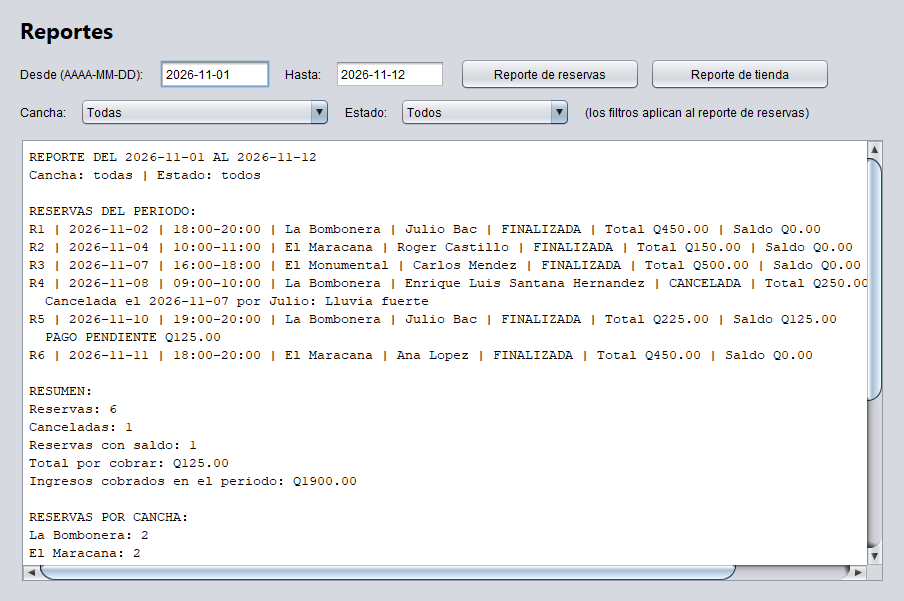 Reportes
Desde (AAAA-MM-DD): 2026-11-01 Hasta: 2026-11-12 Reporte de reservas Reporte de tienda
Cancha: Todas Estado: Todos (los filtros aplican al reporte de reservas)
REPORTE DEL 2026-11-01 AL 2026-11-12
Cancha: todas | Estado: todos
RESERVAS DEL PERIODO:
R1 | 2026-11-02 | 18:00-20:00 | La Bombonera | Julio Bac | FINALIZADA | Total Q450.00 | Saldo Q0.00
R2 | 2026-11-04 | 10:00-11:00 | El Maracana | Roger Castillo | FINALIZADA | Total Q150.00 | Saldo Q0.00
R3 | 2026-11-07 | 16:00-18:00 | El Monumental | Carlos Mendez | FINALIZADA | Total Q500.00 | Saldo Q0.00
R4 | 2026-11-08 | 09:00-10:00 | La Bombonera | Enrique Luis Santana Hernandez | CANCELADA | Total Q250.00
Cancelada el 2026-11-07 por Julio: Lluvia fuerte
R5 | 2026-11-10 | 19:00-20:00 | La Bombonera | Julio Bac | FINALIZADA | Total Q225.00 | Saldo Q125.00
PAGO PENDIENTE Q125.00
R6 | 2026-11-11 | 18:00-20:00 | El Maracana | Ana Lopez | FINALIZADA | Total Q450.00 | Saldo Q0.00
RESUMEN:
Reservas: 6
Canceladas: 1
Reservas con saldo: 1
Total por cobrar: Q125.00
Ingresos cobrados en el periodo: Q1900.00
RESERVAS POR CANCHA:
La Bombonera: 2
El Maracana: 2